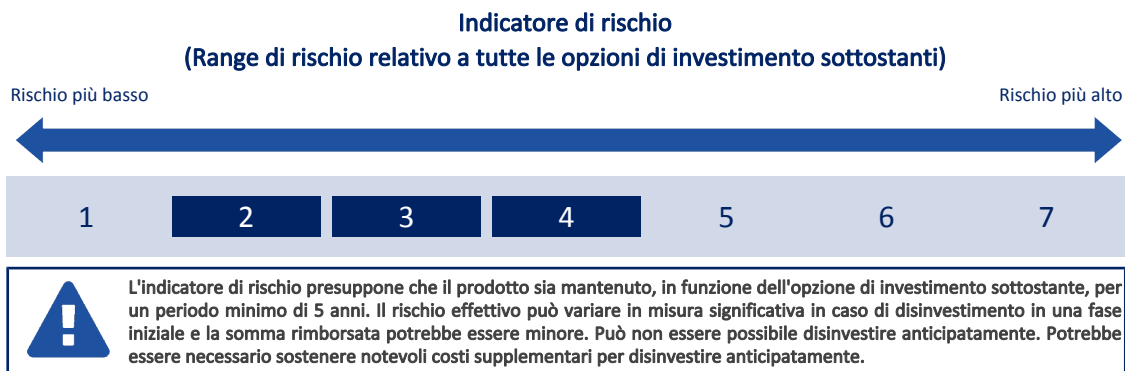 Indicatore di rischio
(Range di rischio relativo a tutte le opzioni di investimento sottostanti)
Rischio più basso
Rischio più alto
1 2 3 4 5 6 7
L'indicatore di rischio presuppone che il prodotto sia mantenuto, in funzione dell'opzione di investimento sottostante, per
un periodo minimo di 5 anni. Il rischio effettivo può variare in misura significativa in caso di disinvestimento in una fase
iniziale e la somma rimborsata potrebbe essere minore. Può non essere possibile disinvestire anticipatamente. Potrebbe
essere necessario sostenere notevoli costi supplementari per disinvestire anticipatamente.